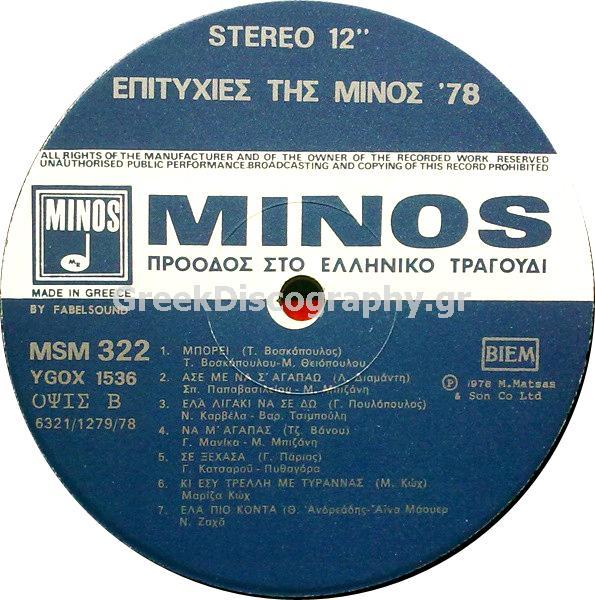 STEREO 12''
ΕΠΙΤΥΧΙΕΣ ΤΗΣ ΜΙΝΟΣ '78
ALL RIGHTS OF THE MANUFACTURER AND OF THE OWNER OF THE RECORDED WORK RESERVED
UNAUTHORISED PUBLIC PERFORMANCE.BROADCASTING AND COPYING OF THIS RECORD PROHIBITED
MINOS
MINOS
ΠΡΟΟΔΟΣ ΣΤΟ ΕΛΛΗΝΙΚΟ ΤΡΑΓΟΥΔΙ
MADE IN GREECE
GreekDiscography.gr
BY FABELSOUND
MSM 322
YGOX 1536
ΟΨΙΣ Β
6321/1279/78
1. ΜΠΟΡΕΙ (Τ. Βοσκόπουλος)
Τ. Βοσκόπουλου-Μ. Θειόπουλου
2. ΑΣΕ ΜΕ ΝΑ Σ' ΑΓΑΠΑΩ (Λ. Διαμάντη)
Σπ. Παπαβασιλείου - Μ. Μπιζάνη
3. ΕΛΑ ΛΙΓΑΚΙ ΝΑ ΣΕ ΔΩ (Γ. Πουλόπουλος)
Ν. Καρβέλα - Βαρ. Τσιμπούλη
4. ΝΑ Μ' ΑΓΑΠΑΣ (Τζ. Βάνου)
Γ. Μανίκα - Μ. Μπιζάνη
5. ΣΕ ΞΕΧΑΣΑ (Γ. Πάριος)
Γ. Κατσαρού - Πυθαγόρα
6. ΚΙ ΕΣΥ ΤΡΕΛΛΗ ΜΕ ΤΥΡΑΝΝΑΣ (Μ. Κωχ)
Μαρίζα Κωχ
7. ΕΛΑ ΠΙΟ ΚΟΝΤΑ (Θ. Ἀνδρεάδης-Ἄϊνα Μάουερ
Ν. Ζαχᾶ
BIEM
Ⓟ 1978 M.Matsas
& Son Co Ltd